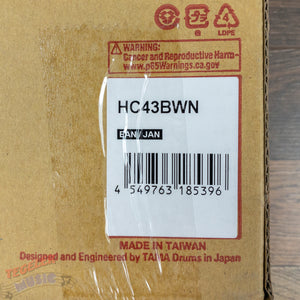 LDPE
WARNING:
Cancer and Reproductive Harm-
www.p65Warnings.ca.gov
HC43BWN
EAN/JAN
4 549763 185396
MADE IN TAIWAN
Designed and Engineered by TAMA Drums in Japan
MUSIC